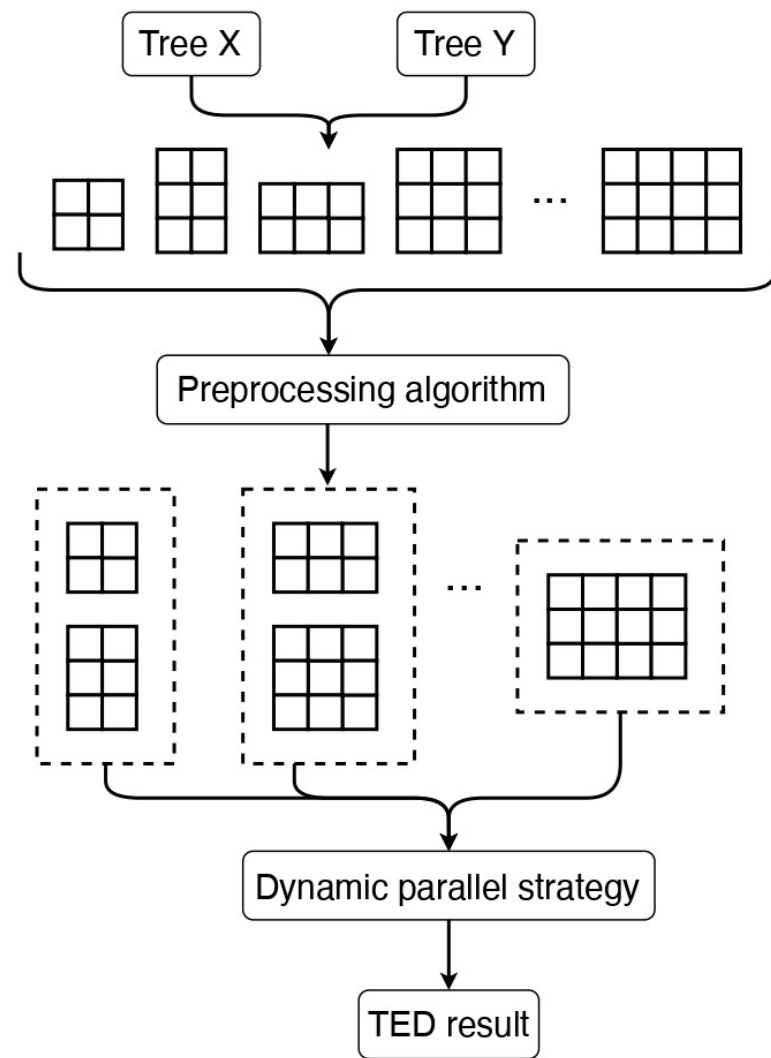 Tree X
Tree Y
...
Preprocessing algorithm
...
Dynamic parallel strategy
TED result